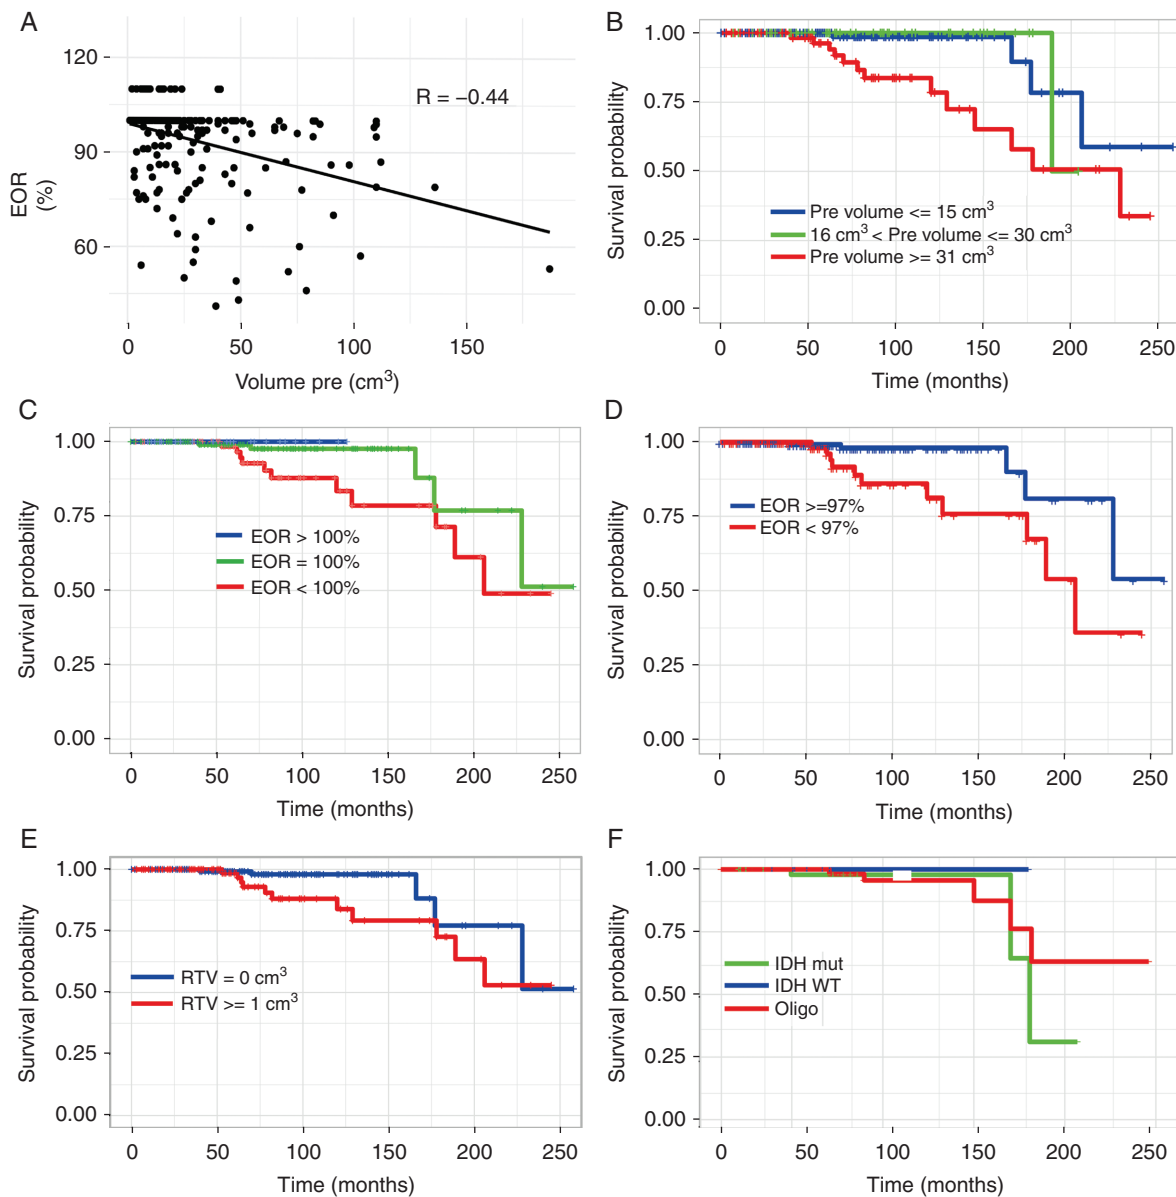 A
120
90
60
EOR
(%)
R = −0.44
0 50 100 150
Volume pre (cm³)
B
1.00
0.75
0.50
0.25
0.00
Survival probability
Pre volume <= 15 cm³
16 cm³ < Pre volume <= 30 cm³
Pre volume >= 31 cm³
0 50 100 150 200 250
Time (months)
C
1.00
0.75
0.50
0.25
0.00
Survival probability
EOR > 100%
EOR = 100%
EOR < 100%
0 50 100 150 200 250
Time (months)
D
1.00
0.75
0.50
0.25
0.00
Survival probability
EOR >=97%
EOR < 97%
0 50 100 150 200 250
Time (months)
E
1.00
0.75
0.50
0.25
0.00
Survival probability
RTV = 0 cm³
RTV >= 1 cm³
0 50 100 150 200 250
Time (months)
F
1.00
0.75
0.50
0.25
0.00
Survival probability
IDH mut
IDH WT
Oligo
0 50 100 150 200 250
Time (months)